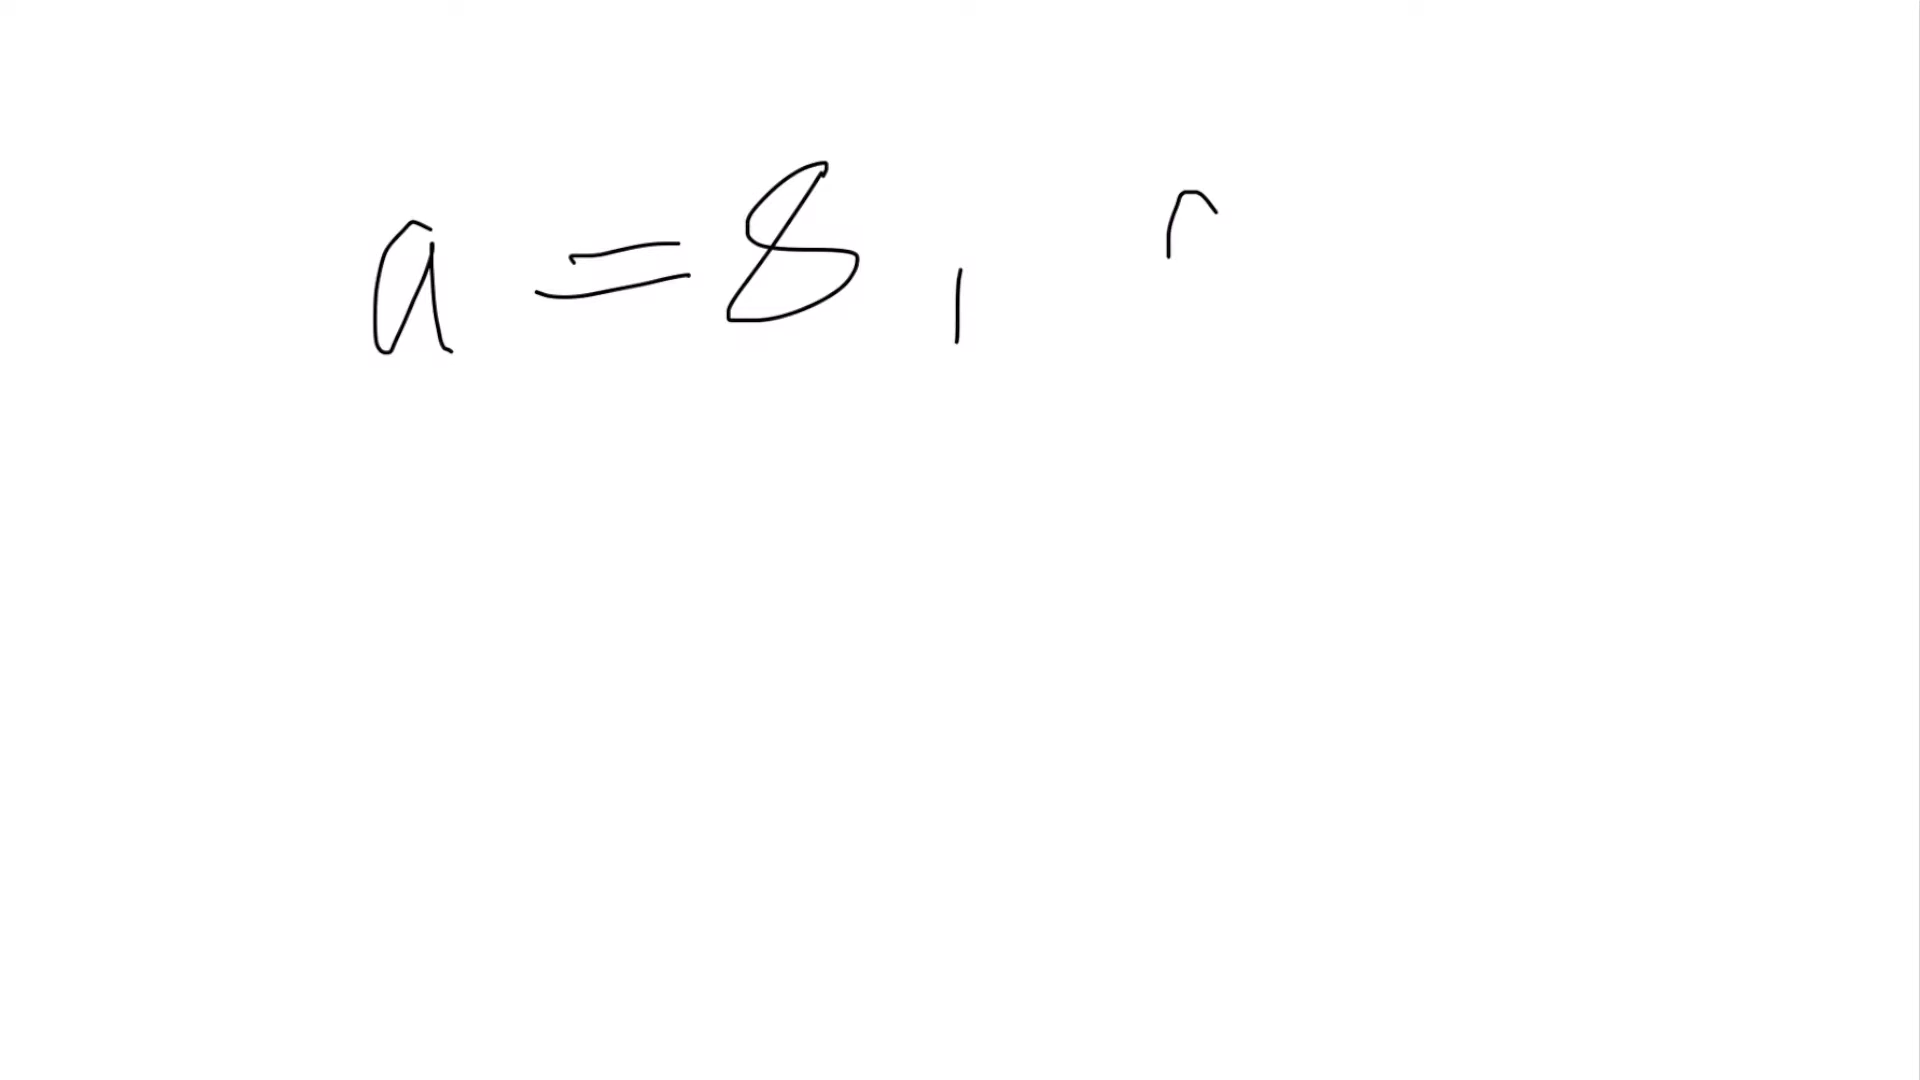 a = 8, r